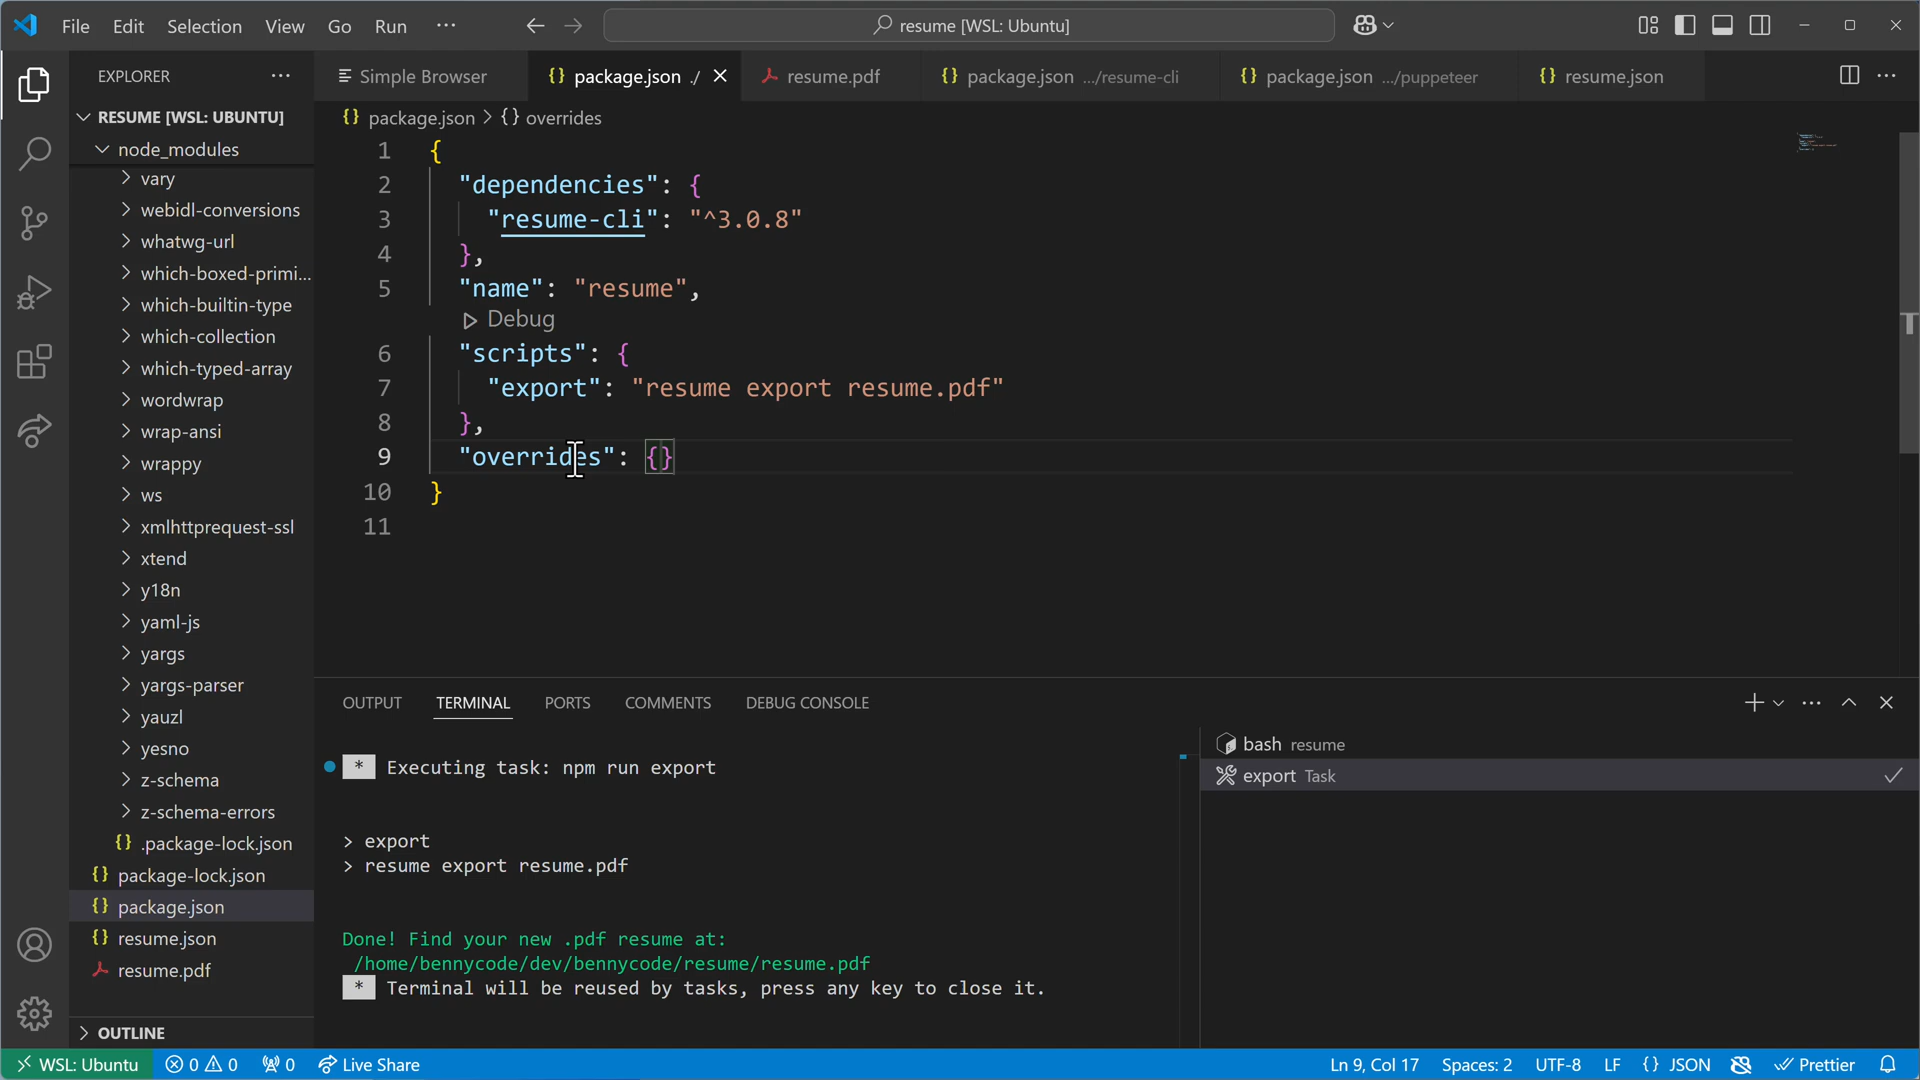 File Edit Selection View Go Run ··· resume [WSL: Ubuntu]
EXPLORER ···
Simple Browser package.json ./ resume.pdf package.json .../resume-cli package.json .../puppeteer resume.json
RESUME [WSL: UBUNTU]
node_modules
vary
webidl-conversions
whatwg-url
which-boxed-primi...
which-builtin-type
which-collection
which-typed-array
wordwrap
wrap-ansi
wrappy
ws
xmlhttprequest-ssl
xtend
y18n
yaml-js
yargs
yargs-parser
yauzl
yesno
z-schema
z-schema-errors
{} .package-lock.json
{} package-lock.json
{} package.json
{} resume.json
resume.pdf
OUTLINE
{} package.json > {} overrides
1 {
2 "dependencies": {
3 "resume-cli": "^3.0.8"
4 },
5 "name": "resume",
Debug
6 "scripts": {
7 "export": "resume export resume.pdf"
8 },
9 "overrides": {}
10 }
11
OUTPUT TERMINAL PORTS COMMENTS DEBUG CONSOLE
* Executing task: npm run export
> export
> resume export resume.pdf
Done! Find your new .pdf resume at:
/home/bennycode/dev/bennycode/resume/resume.pdf
* Terminal will be reused by tasks, press any key to close it.
bash resume
export Task
WSL: Ubuntu 0 0 0 Live Share Ln 9, Col 17 Spaces: 2 UTF-8 LF {} JSON Prettier